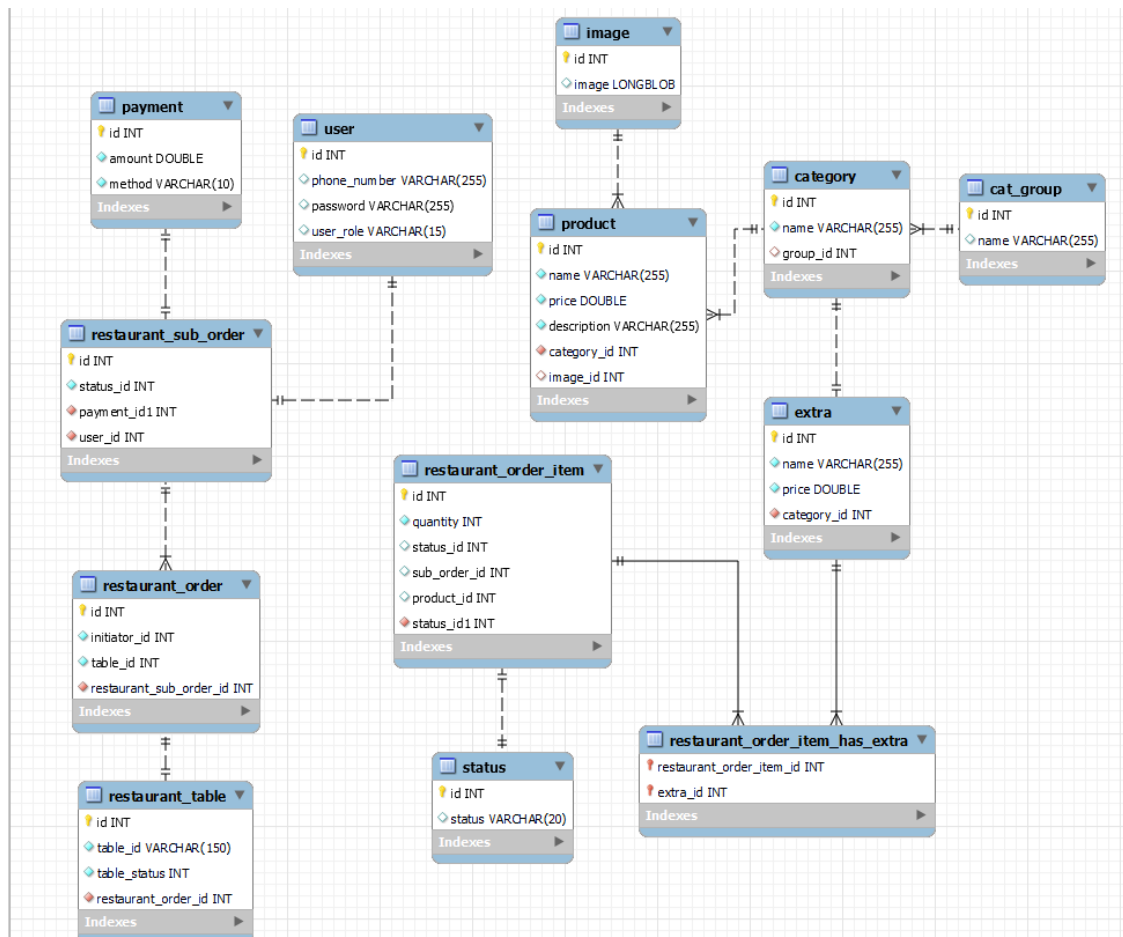 image
id INT
image LONGBLOB
Indexes
payment
id INT
amount DOUBLE
method VARCHAR(10)
Indexes
user
id INT
phone_number VARCHAR(255)
password VARCHAR(255)
user_role VARCHAR(15)
Indexes
category
id INT
name VARCHAR(255)
group_id INT
Indexes
cat_group
id INT
name VARCHAR(255)
Indexes
product
id INT
name VARCHAR(255)
price DOUBLE
description VARCHAR(255)
category_id INT
image_id INT
Indexes
restaurant_sub_order
id INT
status_id INT
payment_id1 INT
user_id INT
Indexes
extra
id INT
name VARCHAR(255)
price DOUBLE
category_id INT
Indexes
restaurant_order_item
id INT
quantity INT
status_id INT
sub_order_id INT
product_id INT
status_id1 INT
Indexes
restaurant_order
id INT
initiator_id INT
table_id INT
restaurant_sub_order_id INT
Indexes
restaurant_order_item_has_extra
restaurant_order_item_id INT
extra_id INT
Indexes
status
id INT
status VARCHAR(20)
Indexes
restaurant_table
id INT
table_id VARCHAR(150)
table_status INT
restaurant_order_id INT
Indexes